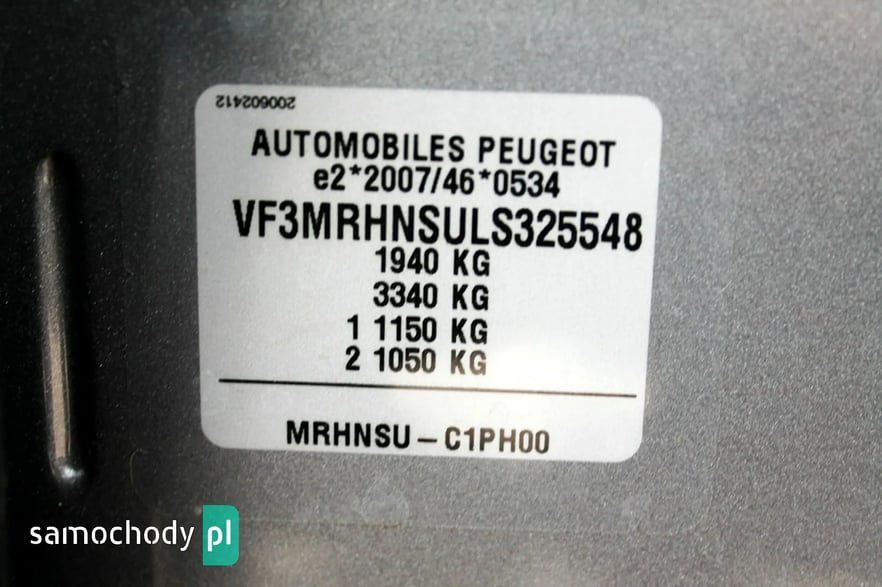 200602412
AUTOMOBILES PEUGEOT
e2*2007/46*0534
VF3MRHNSULS325548
1940 KG
3340 KG
1 1150 KG
2 1050 KG
MRHNSU – C1PH00
samochody pl